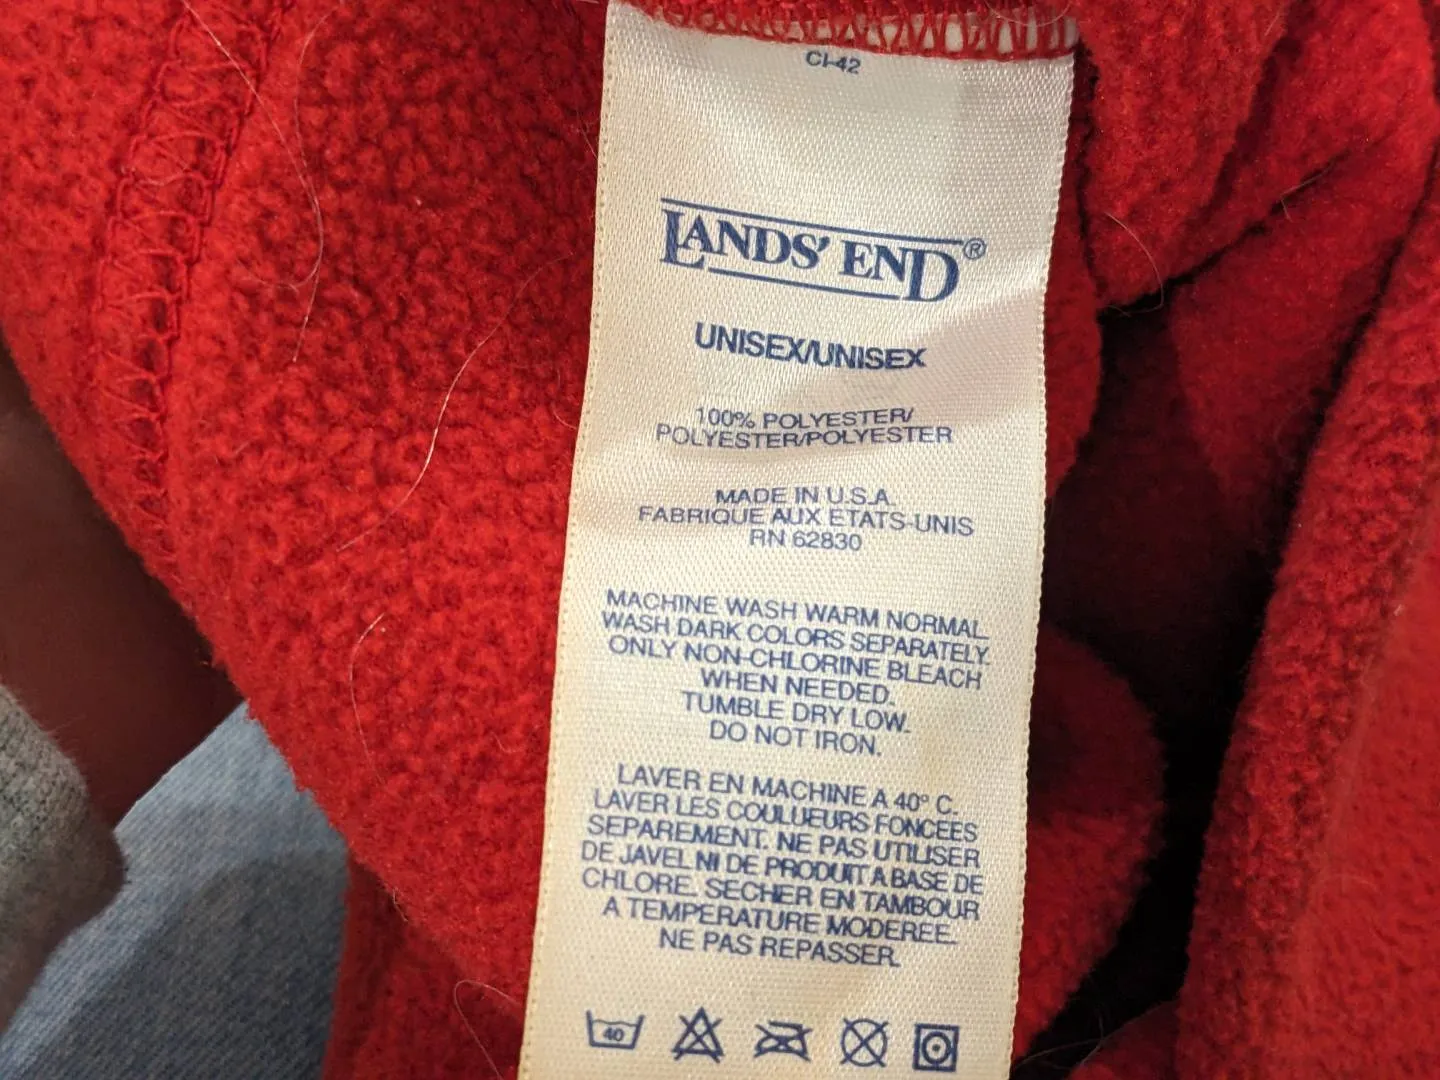 CI-42
LANDS' END®
UNISEX/UNISEX
100% POLYESTER/
POLYESTER/POLYESTER
MADE IN U.S.A.
FABRIQUE AUX ETATS-UNIS
RN 62830
MACHINE WASH WARM NORMAL.
WASH DARK COLORS SEPARATELY.
ONLY NON-CHLORINE BLEACH
WHEN NEEDED.
TUMBLE DRY LOW.
DO NOT IRON.
LAVER EN MACHINE A 40° C.
LAVER LES COULUEURS FONCEES
SEPAREMENT. NE PAS UTILISER
DE JAVEL NI DE PRODUIT A BASE DE
CHLORE. SECHER EN TAMBOUR
A TEMPERATURE MODEREE.
NE PAS REPASSER.
40